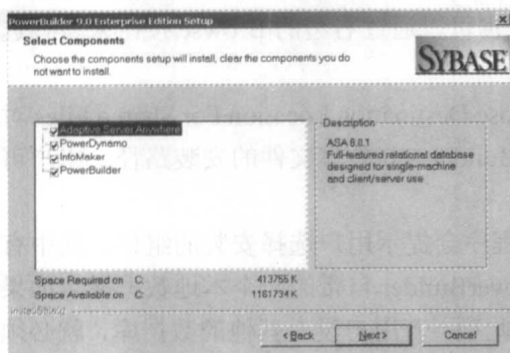 PowerBuilder 9.0 Enterprise Edition Setup
Select Components
Choose the components setup will install, clear the components you do
not want to install.
SYBASE
Adaptive Server Anywhere
PowerDynamo
InfoMaker
PowerBuilder
Description
ASA 8.0.1
Full-featured relational database
designed for single-machine
and client/server use
Space Required on C: 413755 K
Space Available on C: 1161734 K
InstallShield
< Back
Next >
Cancel